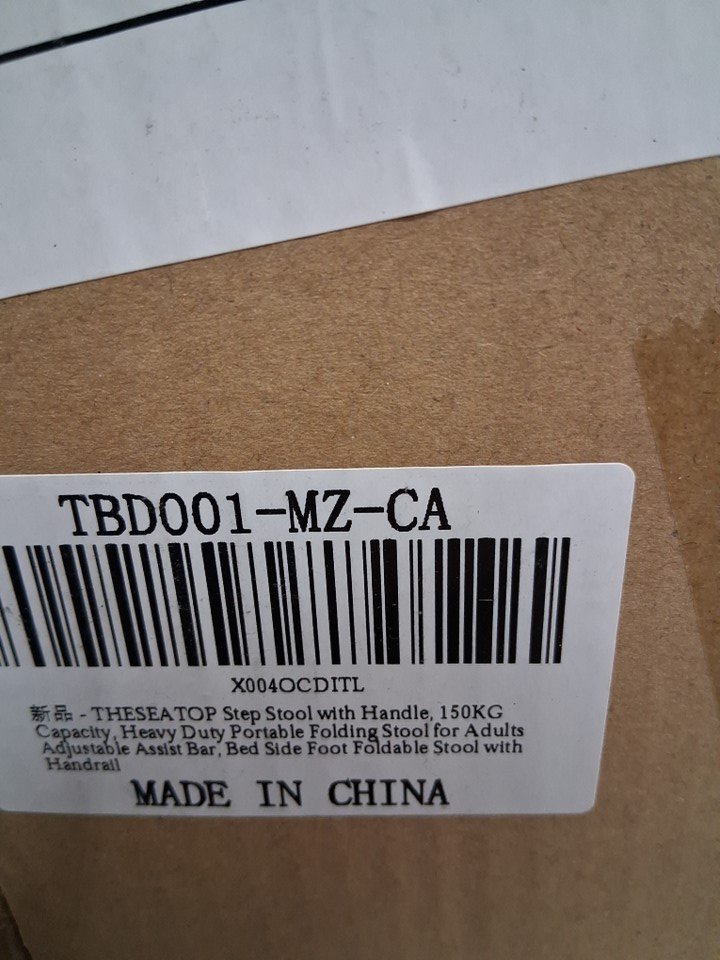 TBD001-MZ-CA
X004OCDITL
新品 - THESEATOP Step Stool with Handle, 150KG
Capacity, Heavy Duty Portable Folding Stool for Adults
Adjustable Assist Bar, Bed Side Foot Foldable Stool with
Handrail
MADE IN CHINA